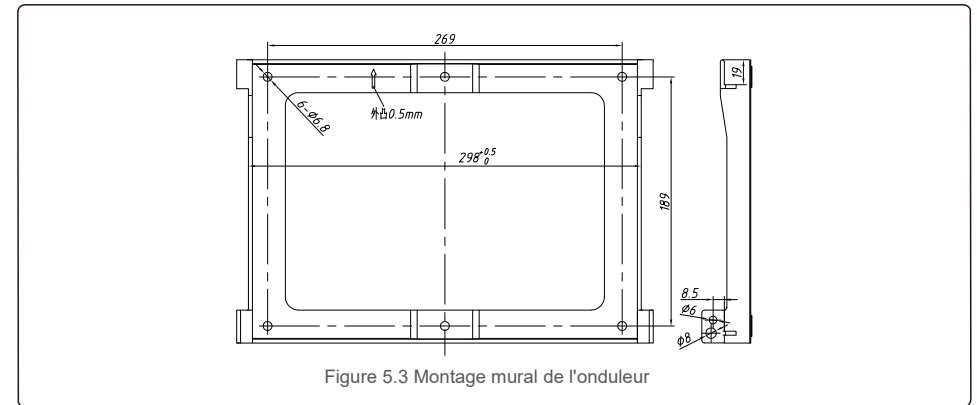 269
19
6-Ø6.8
外凸0.5mm
298+0.5 0
189
8.5
Ø6
Ø8
Figure 5.3 Montage mural de l'onduleur